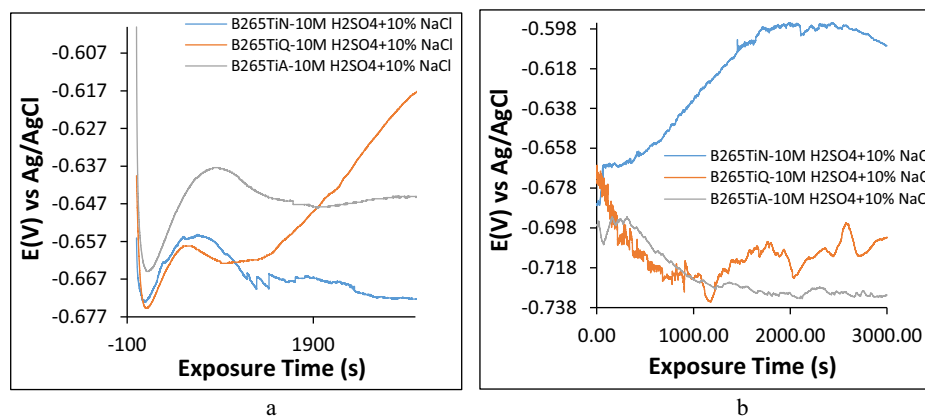 B265TiN-10M H2SO4+10% NaCl
B265TiQ-10M H2SO4+10% NaCl
B265TiA-10M H2SO4+10% NaCl
-0.607
-0.617
-0.627
-0.637
-0.647
-0.657
-0.667
-0.677
E(V) vs Ag/AgCl
-100
1900
Exposure Time (s)
a
-0.598
-0.618
-0.638
-0.658
-0.678
-0.698
-0.718
-0.738
E(V) vs Ag/AgCl
B265TiN-10M H2SO4+10% NaCl
B265TiQ-10M H2SO4+10% NaCl
B265TiA-10M H2SO4+10% NaCl
0.00
1000.00
2000.00
3000.00
Exposure Time (s)
b